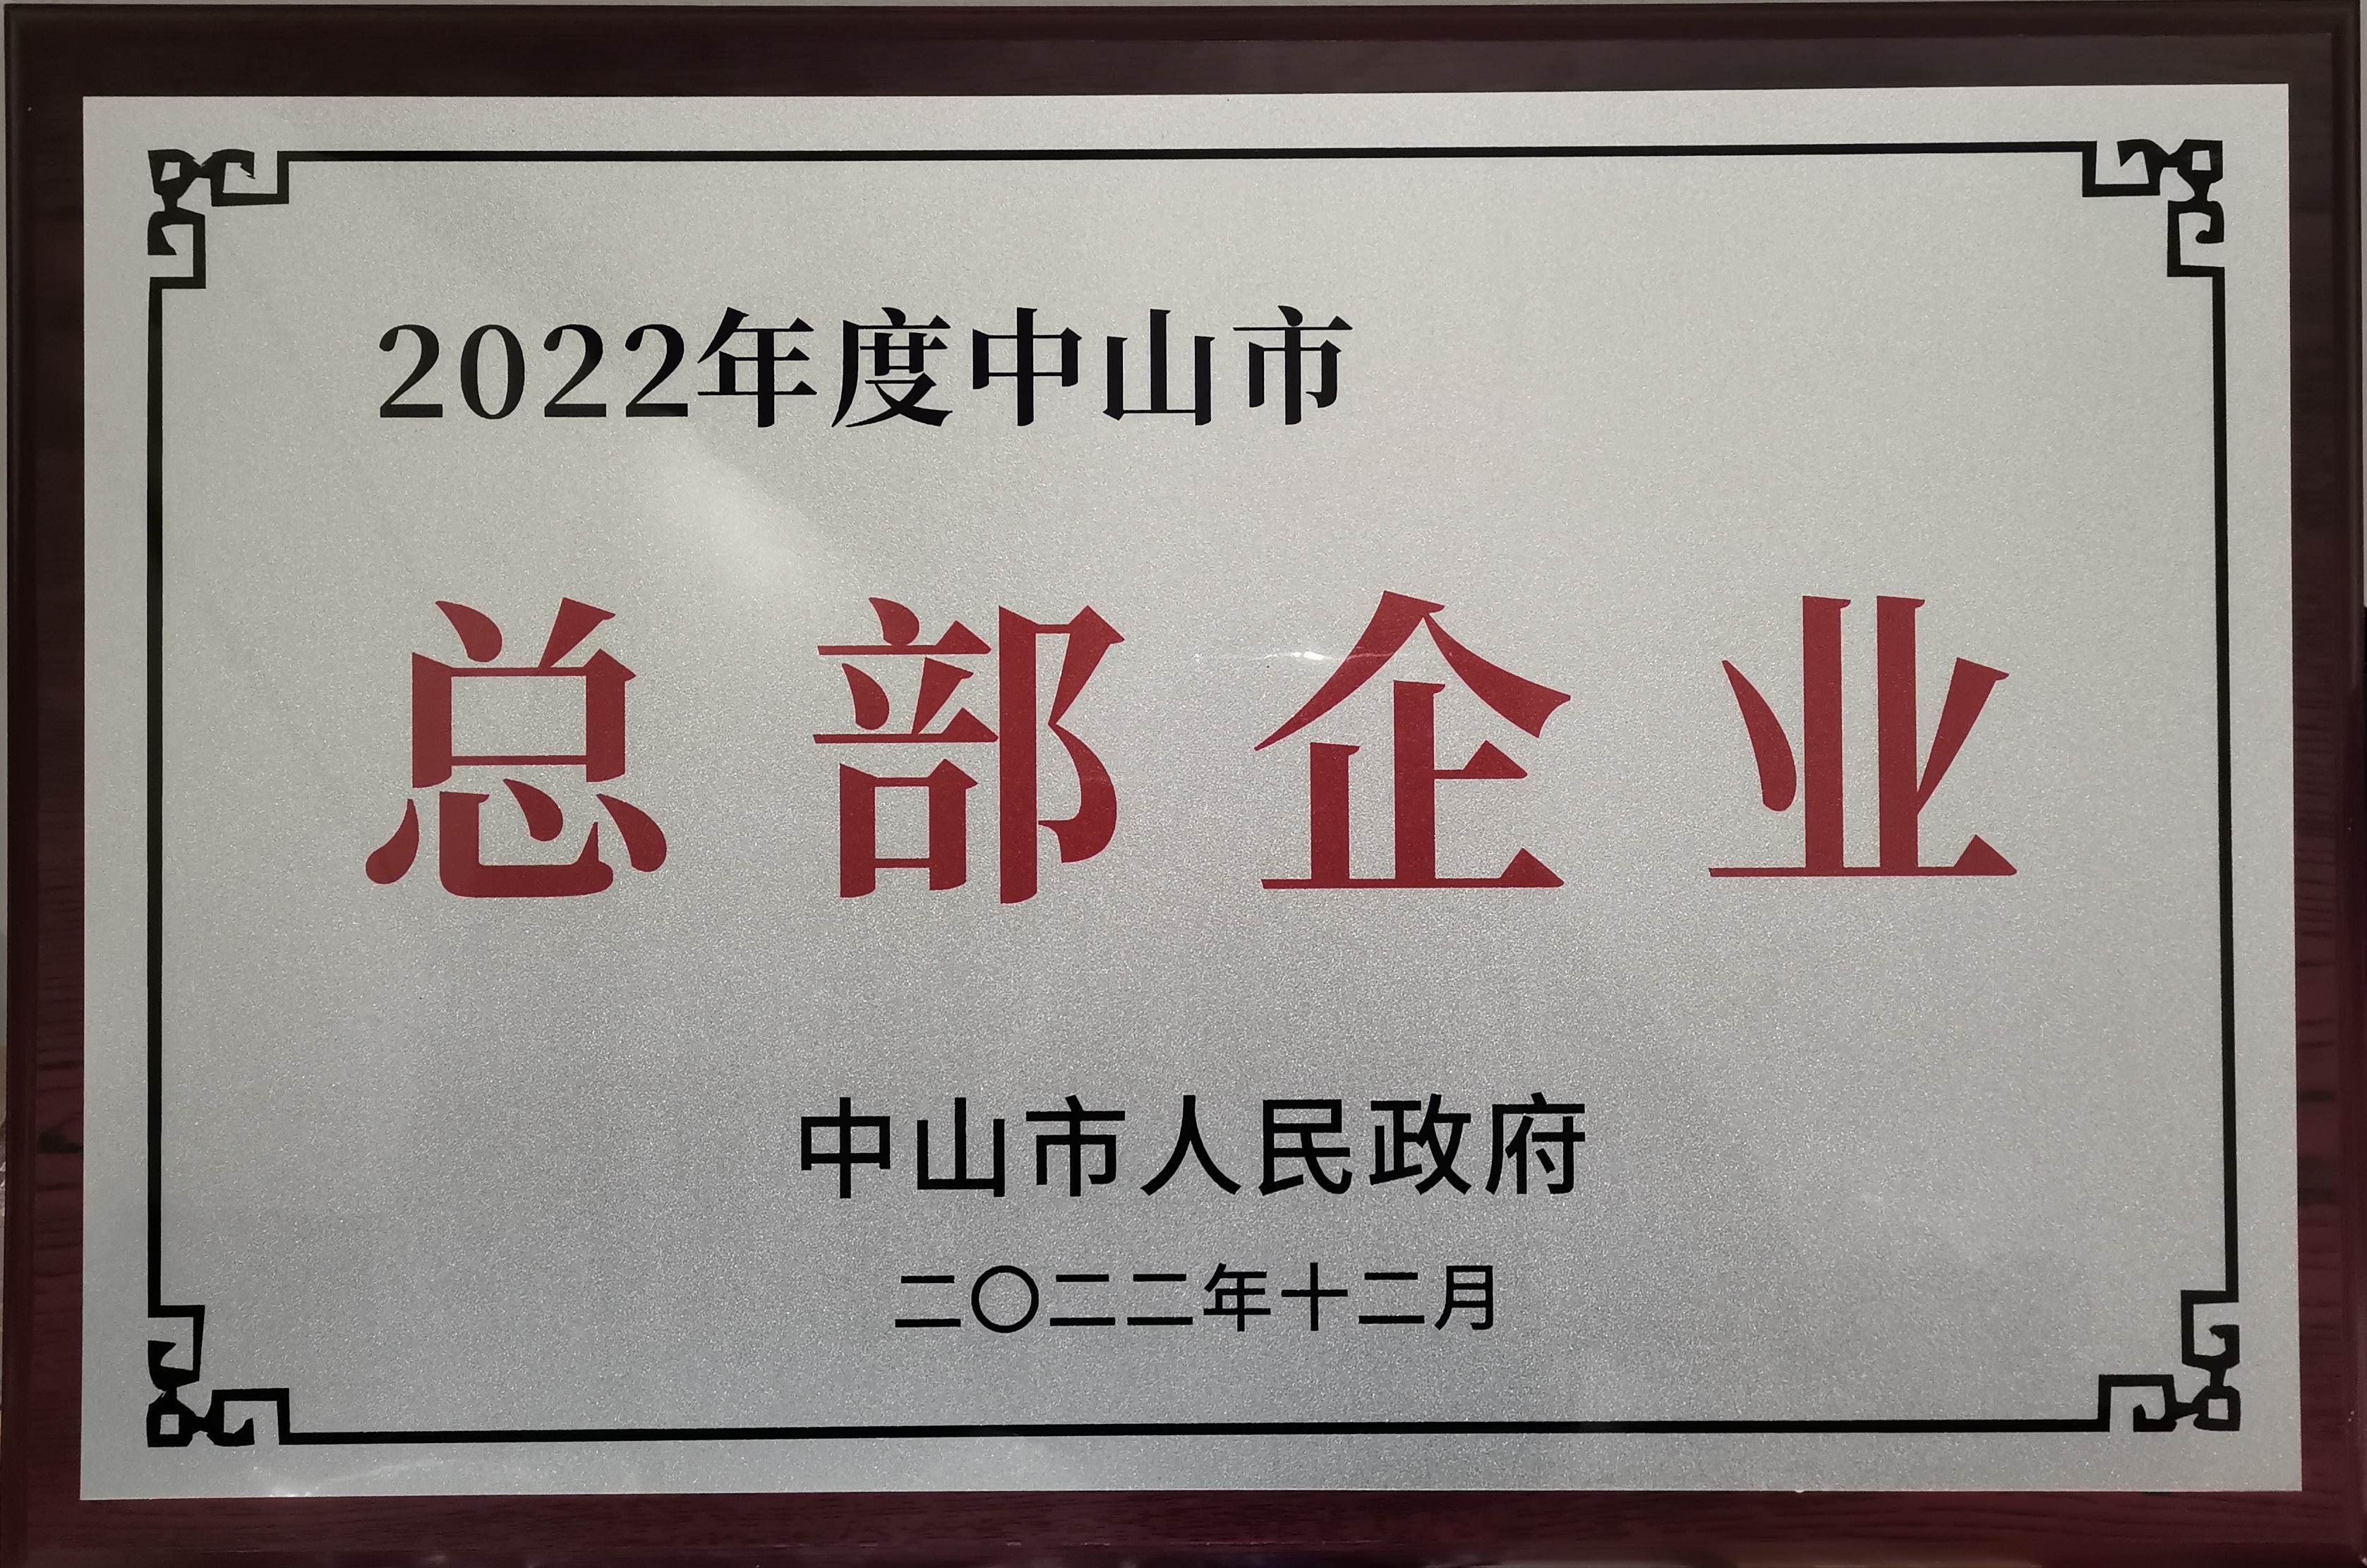 2022年度中山市
总部企业
中山市人民政府
二〇二二年十二月